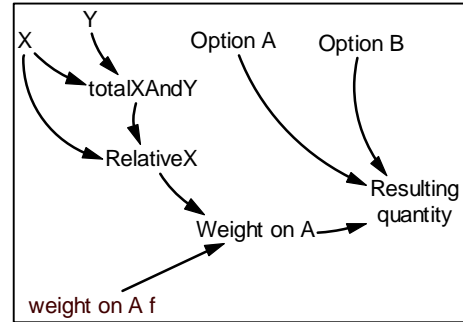 X
Y
Option A
Option B
totalXAndY
RelativeX
Resulting
quantity
Weight on A
weight on A f